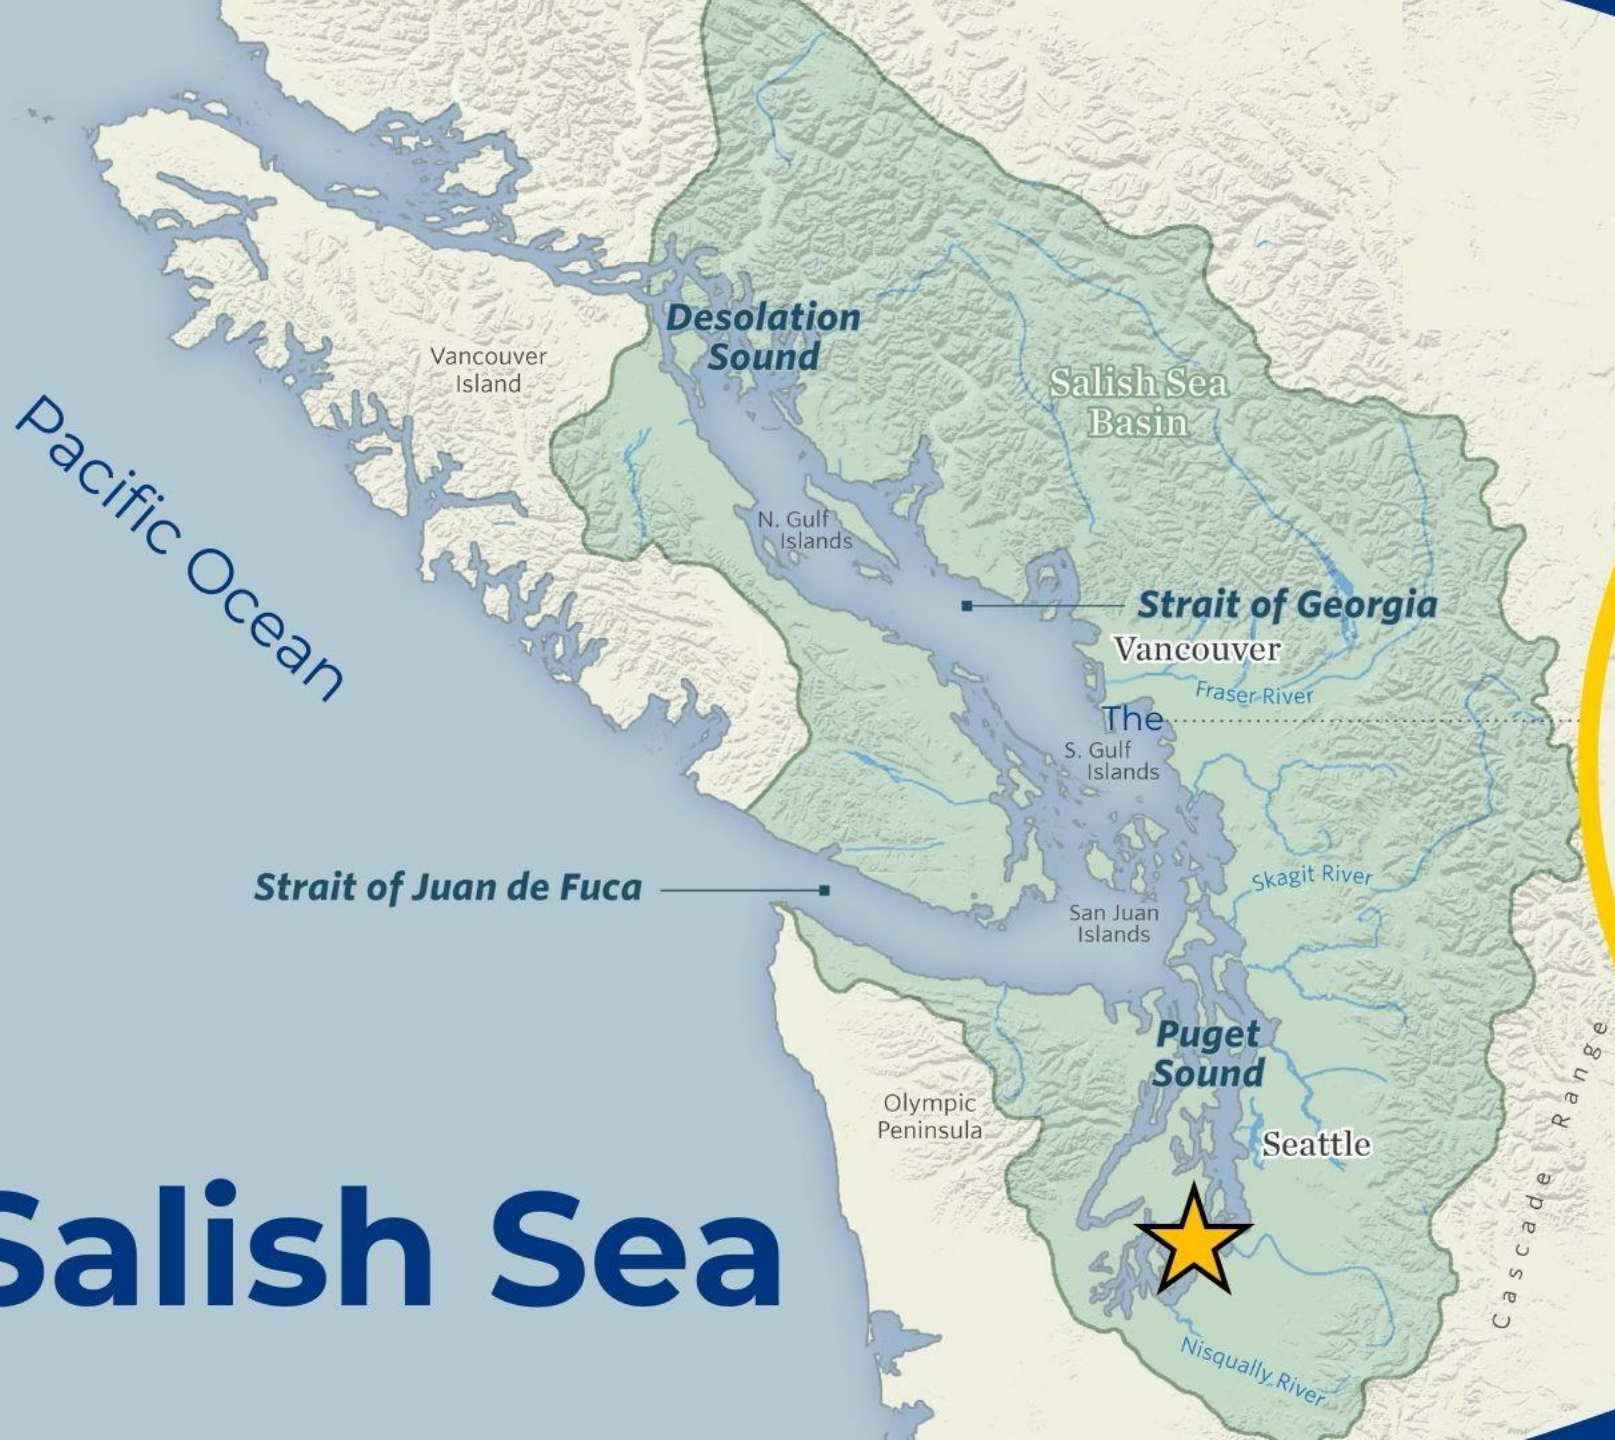 Desolation
Sound
Vancouver
Island
Salish Sea
Basin
Pacific Ocean
N. Gulf
Islands
Strait of Georgia
Vancouver
Fraser River
The
S. Gulf
Islands
Strait of Juan de Fuca
Skagit River
San Juan
Islands
Puget
Sound
Olympic
Peninsula
Seattle
Cascade Range
Salish Sea
Nisqually River